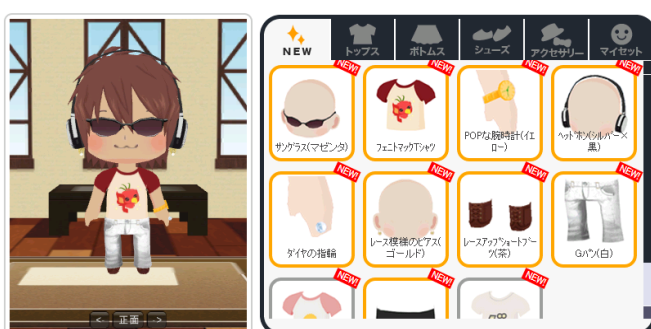 NEW
トップス
ボトムス
シューズ
アクセサリー
マイセット
NEW!
NEW!
NEW!
NEW!
サングラス(マゼンタ)
フェニトマックTシャツ
POPな腕時計(イエ
ロー)
ヘッドホン(シルバー×
黒)
NEW!
NEW!
NEW!
NEW!
ダイヤの指輪
レース模様のピアス(
ゴールド)
レースアップショートブー
ツ(茶)
Gパン(白)
NEW!
NEW!
NEW!
<-
正面
->